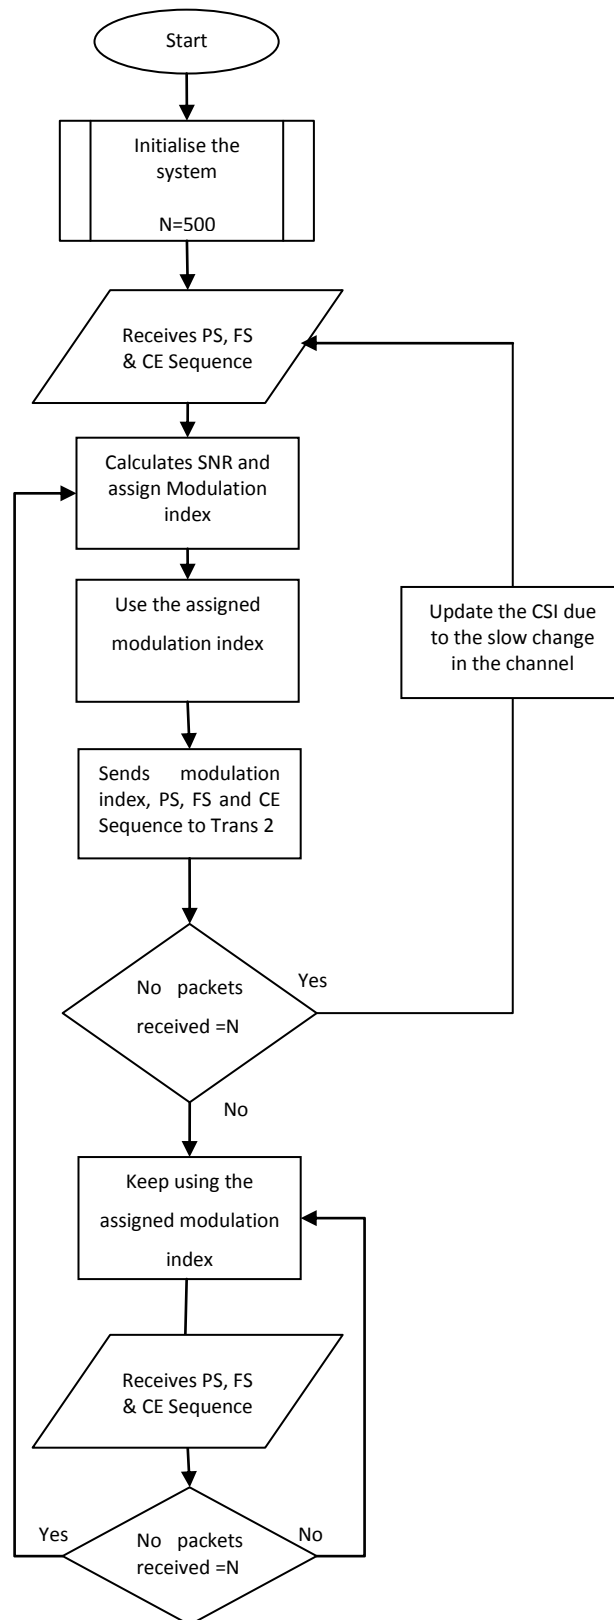 Start
Initialise the
system
N=500
Receives PS, FS
& CE Sequence
Calculates SNR and
assign Modulation
index
Use the assigned
modulation index
Update the CSI due
to the slow change
in the channel
Sends modulation
index, PS, FS and CE
Sequence to Trans 2
Yes
No packets
received =N
No
Keep using the
assigned modulation
index
Receives PS, FS
& CE Sequence
Yes
No
No packets
received =N